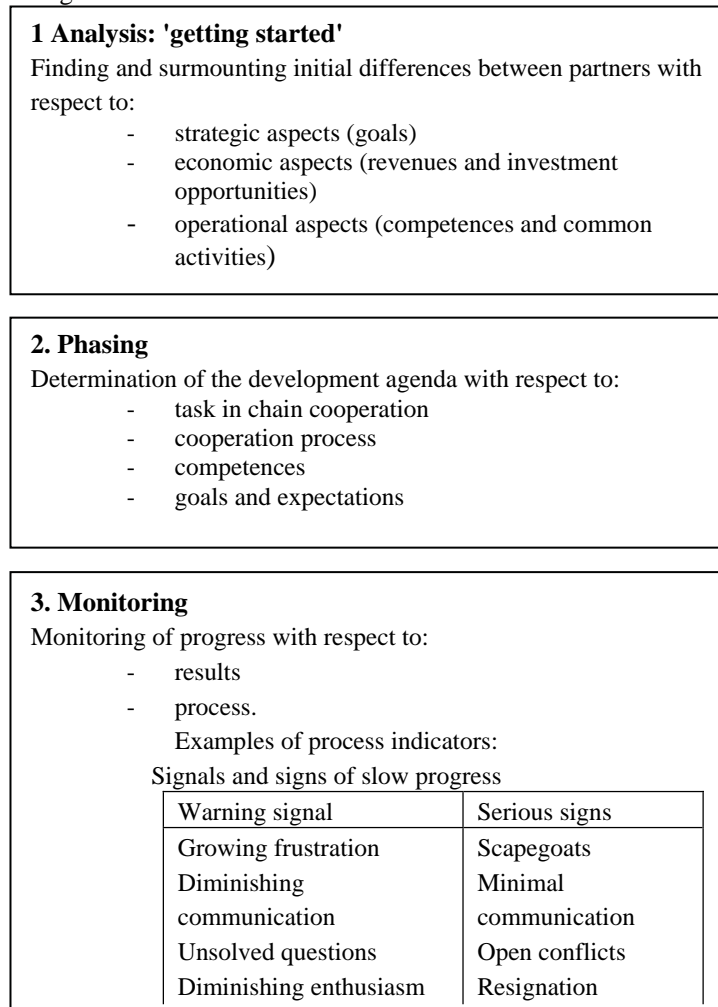 1 Analysis: 'getting started'
Finding and surmounting initial differences between partners with
respect to:
- strategic aspects (goals)
- economic aspects (revenues and investment
opportunities)
- operational aspects (competences and common
activities)
2. Phasing
Determination of the development agenda with respect to:
- task in chain cooperation
- cooperation process
- competences
- goals and expectations
3. Monitoring
Monitoring of progress with respect to:
- results
- process.
Examples of process indicators:
Signals and signs of slow progress
Warning signal Serious signs
Growing frustration Scapegoats
Diminishing Minimal
communication communication
Unsolved questions Open conflicts
Diminishing enthusiasm Resignation